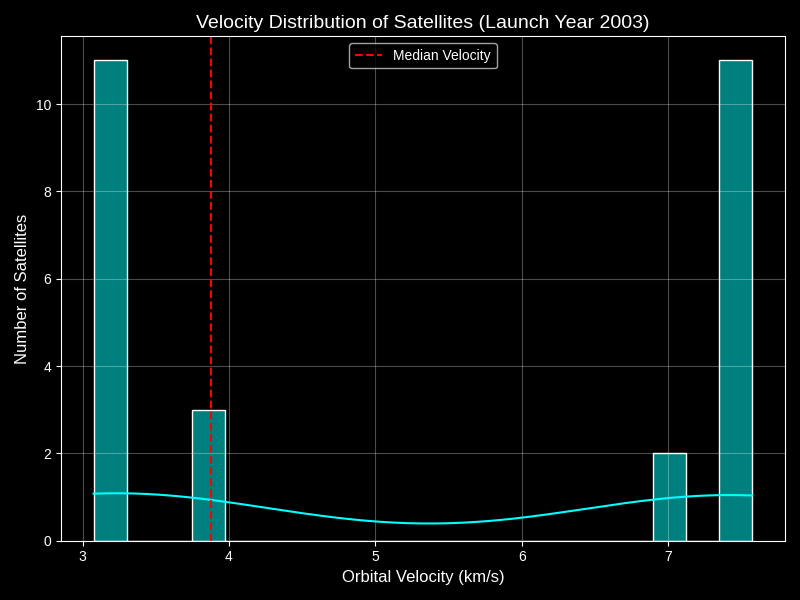 Velocity Distribution of Satellites (Launch Year 2003)
Median Velocity
Number of Satellites
10
8
6
4
2
0
3 4 5 6 7
Orbital Velocity (km/s)